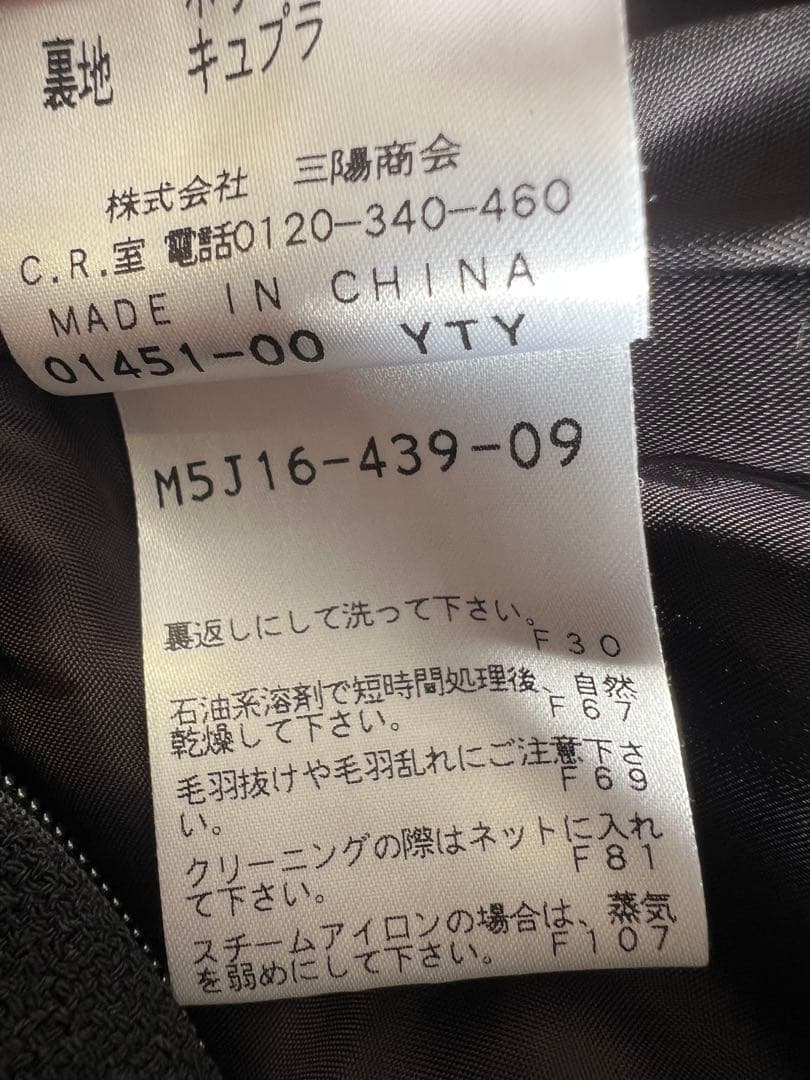 裏地 キュプラ
株式会社 三陽商会
C.R.室 電話0120-340-460
MADE IN CHINA
01451-00 YTY
M5J16-439-09
裏返しにして洗って下さい。
F30
石油系溶剤で短時間処理後、自然
乾燥して下さい。 F67
毛羽抜けや毛羽乱れにご注意下さ
い。 F69
クリーニングの際はネットに入れ
て下さい。 F81
スチームアイロンの場合は、蒸気
を弱めにして下さい。 F107